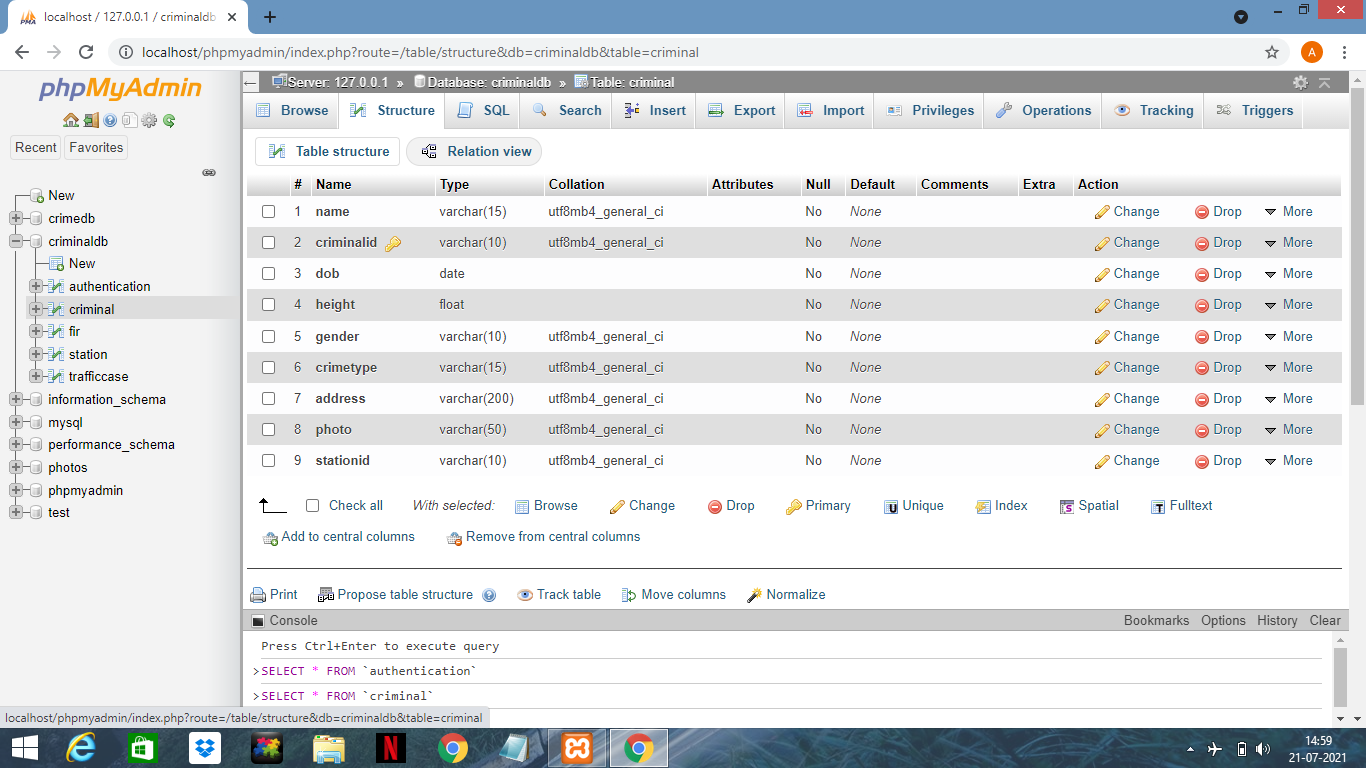 localhost / 127.0.0.1 / criminaldb
localhost/phpmyadmin/index.php?route=/table/structure&db=criminaldb&table=criminal
A
phpMyAdmin
Recent Favorites
New
crimedb
criminaldb
New
authentication
criminal
fir
station
trafficcase
information_schema
mysql
performance_schema
photos
phpmyadmin
test
Server: 127.0.0.1 » Database: criminaldb » Table: criminal
Browse Structure SQL Search Insert Export Import Privileges Operations Tracking Triggers
Table structure Relation view
# Name Type Collation Attributes Null Default Comments Extra Action
1 name varchar(15) utf8mb4_general_ci No None Change Drop More
2 criminalid varchar(10) utf8mb4_general_ci No None Change Drop More
3 dob date No None Change Drop More
4 height float No None Change Drop More
5 gender varchar(10) utf8mb4_general_ci No None Change Drop More
6 crimetype varchar(15) utf8mb4_general_ci No None Change Drop More
7 address varchar(200) utf8mb4_general_ci No None Change Drop More
8 photo varchar(50) utf8mb4_general_ci No None Change Drop More
9 stationid varchar(10) utf8mb4_general_ci No None Change Drop More
Check all With selected: Browse Change Drop Primary Unique Index Spatial Fulltext
Add to central columns Remove from central columns
Print Propose table structure Track table Move columns Normalize
Console Bookmarks Options History Clear
Press Ctrl+Enter to execute query
>SELECT * FROM `authentication`
>SELECT * FROM `criminal`
localhost/phpmyadmin/index.php?route=/table/structure&db=criminaldb&table=criminal
14:59
21-07-2021